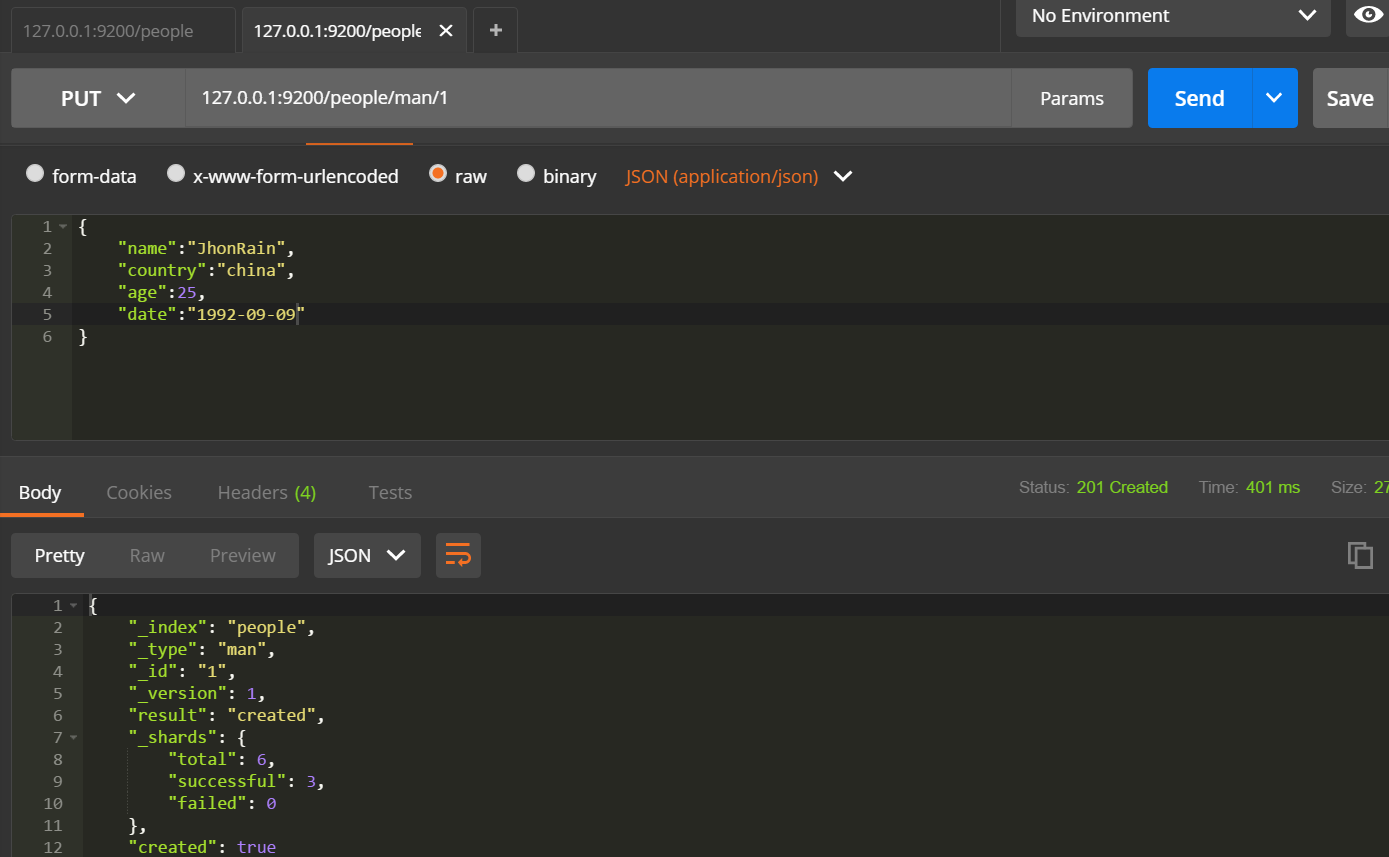 127.0.0.1:9200/people
127.0.0.1:9200/people
No Environment
PUT
127.0.0.1:9200/people/man/1
Params
Send
Save
form-data
x-www-form-urlencoded
raw
binary
JSON (application/json)
1 {
2 "name":"JhonRain",
3 "country":"china",
4 "age":25,
5 "date":"1992-09-09"
6 }
Body
Cookies
Headers (4)
Tests
Status: 201 Created
Time: 401 ms
Size: 27
Pretty
Raw
Preview
JSON
1 {
2 "_index": "people",
3 "_type": "man",
4 "_id": "1",
5 "_version": 1,
6 "result": "created",
7 "_shards": {
8 "total": 6,
9 "successful": 3,
10 "failed": 0
11 },
12 "created": true